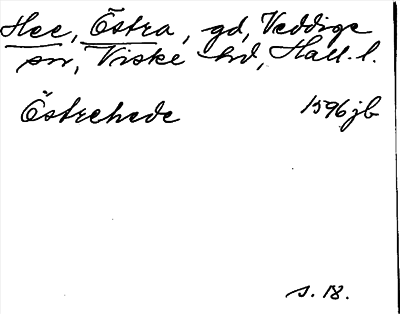 Hee, Östra, gd, Veddige
sn, Viske hd, Hall. l.
Östrehede 1596 jb
s. 18.